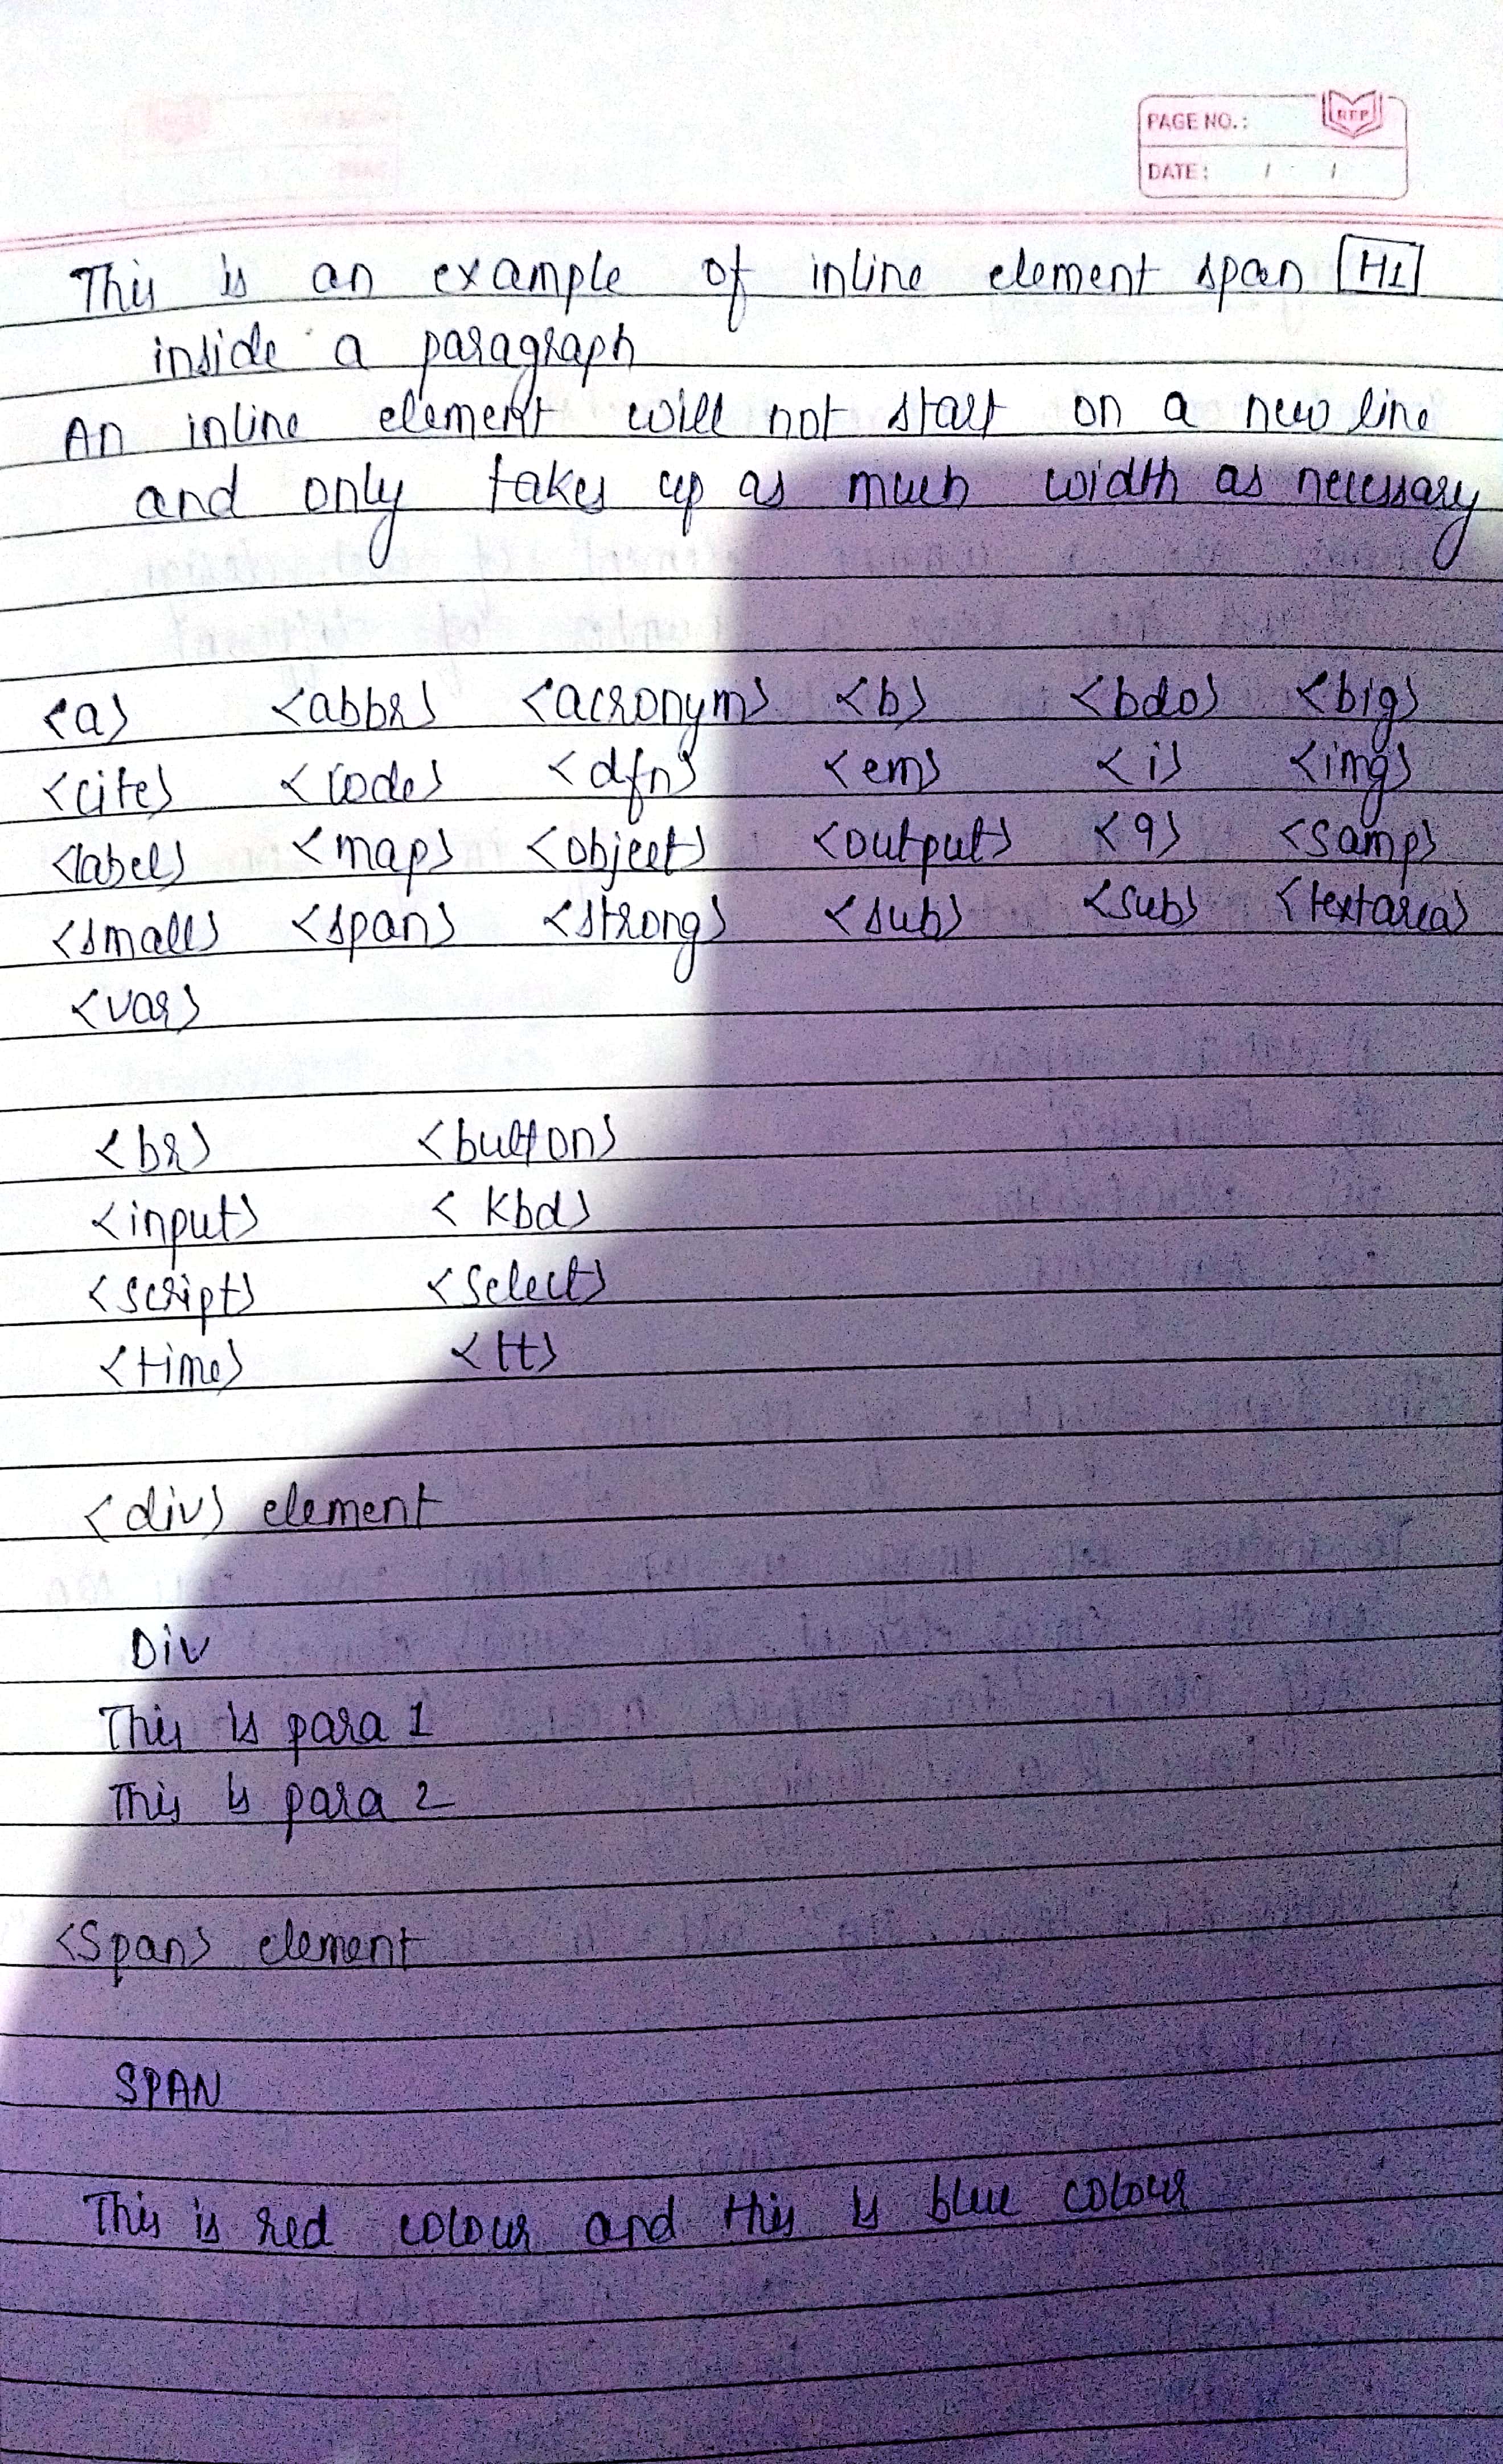 PAGE NO.:
RFP
DATE: / /
This is an example of inline element span H1
inside a paragraph
An inline element will not start on a new line
and only takes up as much width as necessary
<a> <abbr> <acronym> <b> <bdo> <big>
<cite> <code> <dfn> <em> <i> <img>
<label> <map> <object> <output> <q> <samp>
<small> <span> <strong> <sub> <sub> <textarea>
<var>
<br> <button>
<input> <kbd>
<script> <select>
<time> <tt>
<div> element
Div
This is para 1
This is para 2
<Span> element
SPAN
This is red colour and this is blue colour